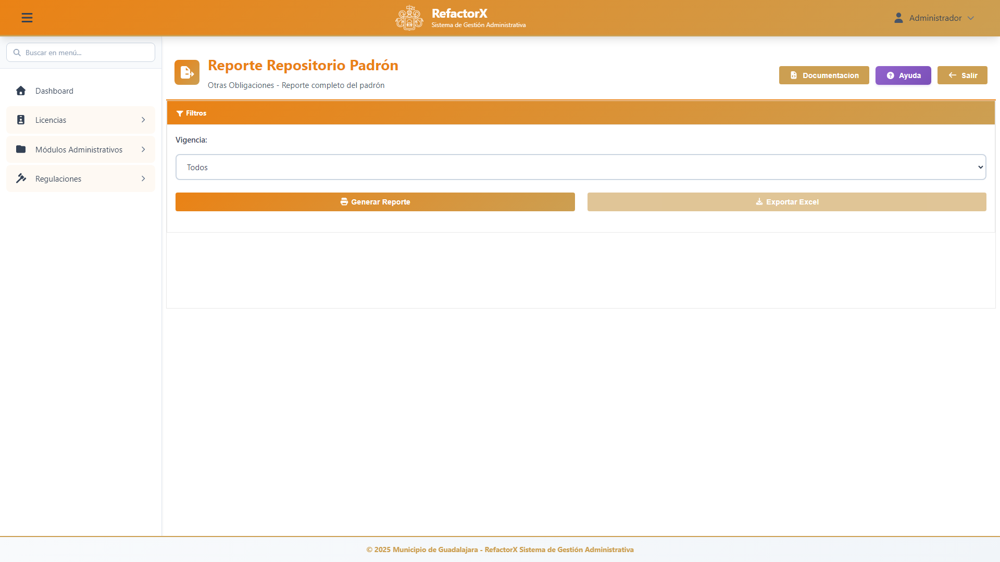 RefactorX
Sistema de Gestión Administrativa
Administrador
Buscar en menú...
Dashboard
Licencias
Módulos Administrativos
Regulaciones
Reporte Repositorio Padrón
Otras Obligaciones - Reporte completo del padrón
Documentacion
Ayuda
Salir
Filtros
Vigencia:
Todos
Generar Reporte
Exportar Excel
© 2025 Municipio de Guadalajara - RefactorX Sistema de Gestión Administrativa